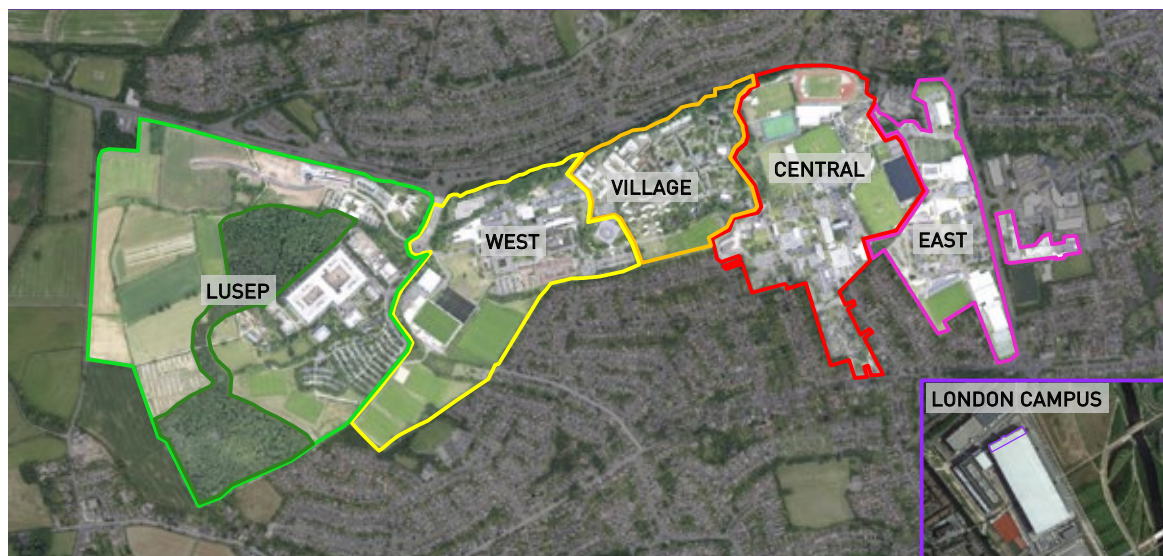 CENTRAL
VILLAGE
WEST
EAST
LUSEP
LONDON CAMPUS